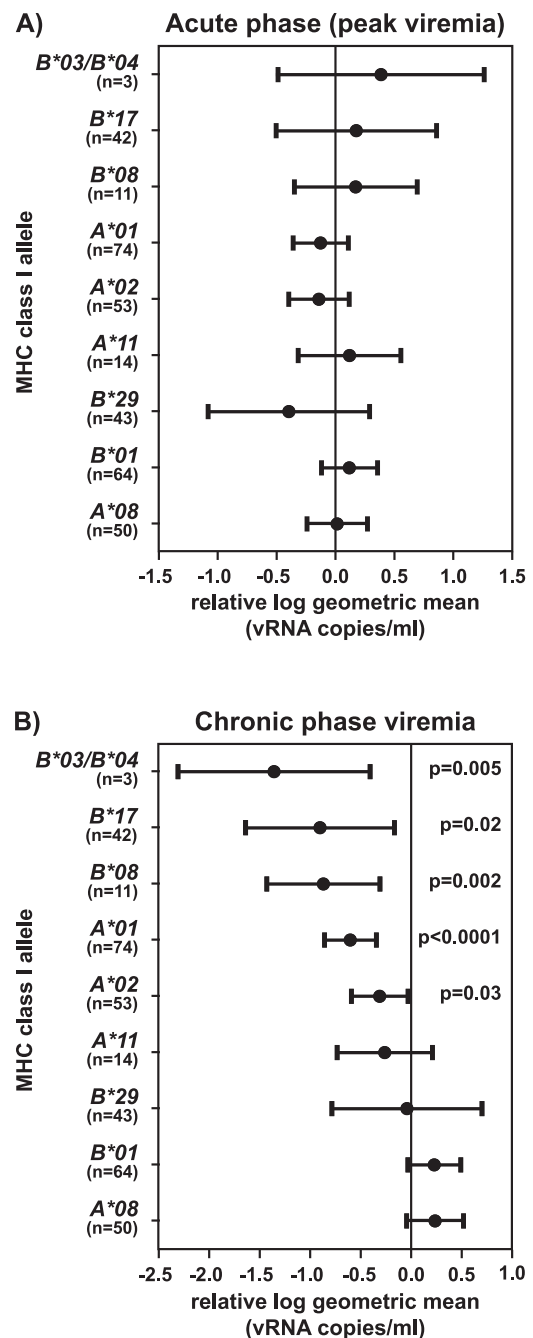 A) Acute phase (peak viremia)
B*03/B*04
(n=3)
B*17
(n=42)
B*08
(n=11)
A*01
(n=74)
A*02
(n=53)
A*11
(n=14)
B*29
(n=43)
B*01
(n=64)
A*08
(n=50)
MHC class I allele
-1.5 -1.0 -0.5 0.0 0.5 1.0 1.5
relative log geometric mean
(vRNA copies/ml)
B) Chronic phase viremia
B*03/B*04
(n=3)
p=0.005
B*17
(n=42)
p=0.02
B*08
(n=11)
p=0.002
A*01
(n=74)
p<0.0001
A*02
(n=53)
p=0.03
A*11
(n=14)
B*29
(n=43)
B*01
(n=64)
A*08
(n=50)
MHC class I allele
-2.5 -2.0 -1.5 -1.0 -0.5 0.0 0.5 1.0
relative log geometric mean
(vRNA copies/ml)